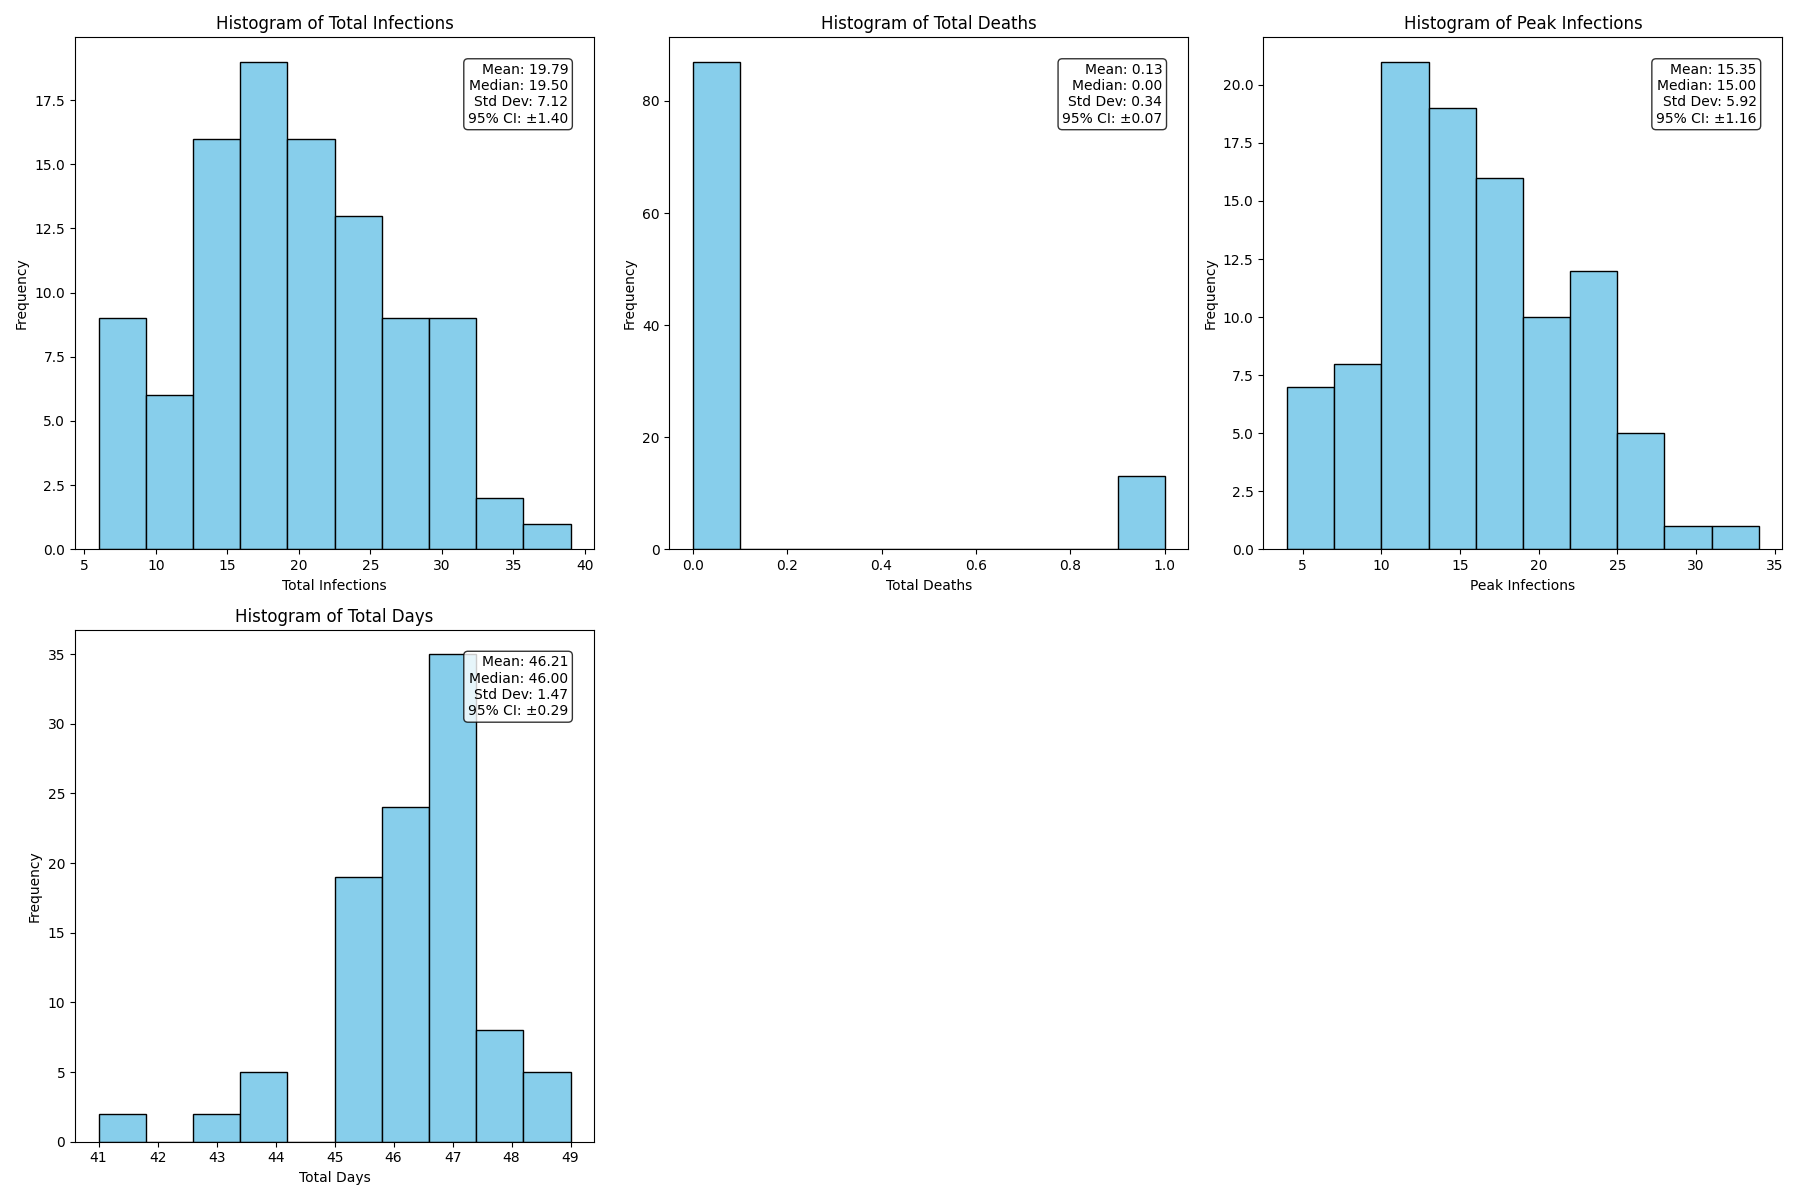 Histogram of Total Infections
Mean: 19.79
Median: 19.50
Std Dev: 7.12
95% CI: ±1.40
Frequency
17.5
15.0
12.5
10.0
7.5
5.0
2.5
0.0
5 10 15 20 25 30 35 40
Total Infections
Histogram of Total Deaths
Mean: 0.13
Median: 0.00
Std Dev: 0.34
95% CI: ±0.07
Frequency
80
60
40
20
0
0.0 0.2 0.4 0.6 0.8 1.0
Total Deaths
Histogram of Peak Infections
Mean: 15.35
Median: 15.00
Std Dev: 5.92
95% CI: ±1.16
Frequency
20.0
17.5
15.0
12.5
10.0
7.5
5.0
2.5
0.0
5 10 15 20 25 30 35
Peak Infections
Histogram of Total Days
Mean: 46.21
Median: 46.00
Std Dev: 1.47
95% CI: ±0.29
Frequency
35
30
25
20
15
10
5
0
41 42 43 44 45 46 47 48 49
Total Days